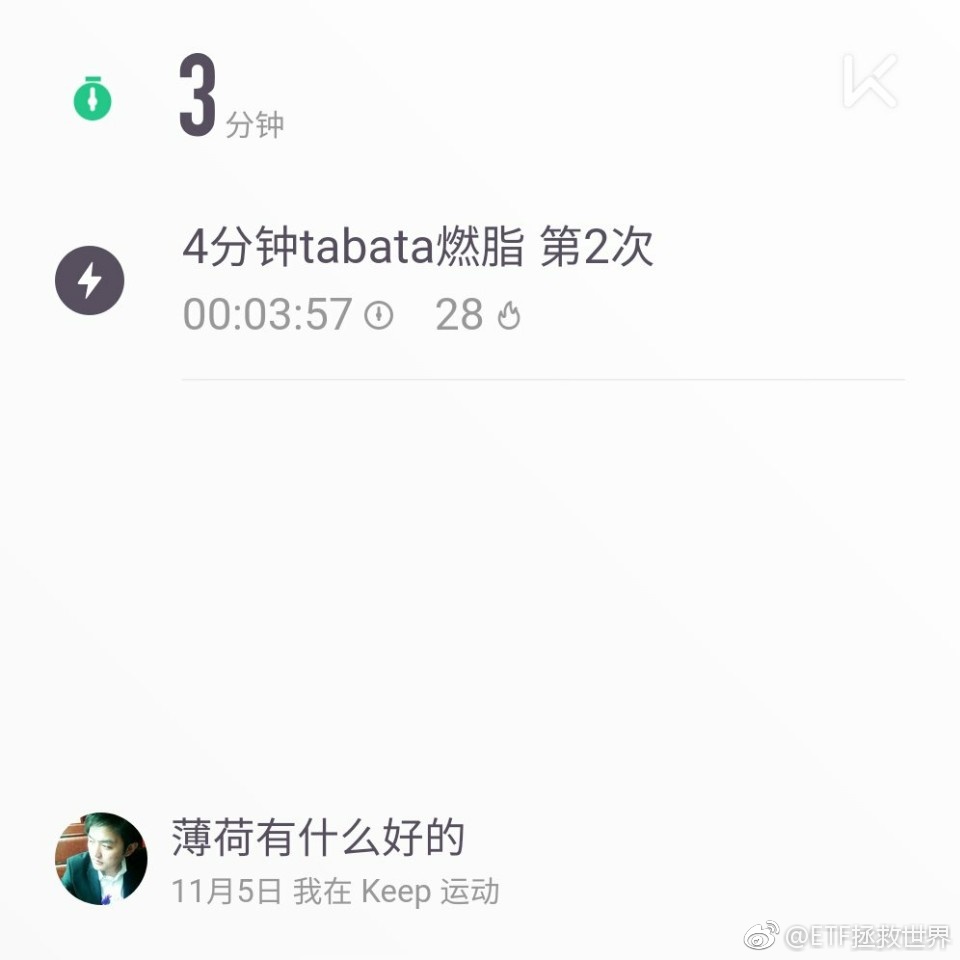 3 分钟
4分钟tabata燃脂 第2次
00:03:57 28
薄荷有什么好的
11月5日 我在 Keep 运动
@ETF拯救世界